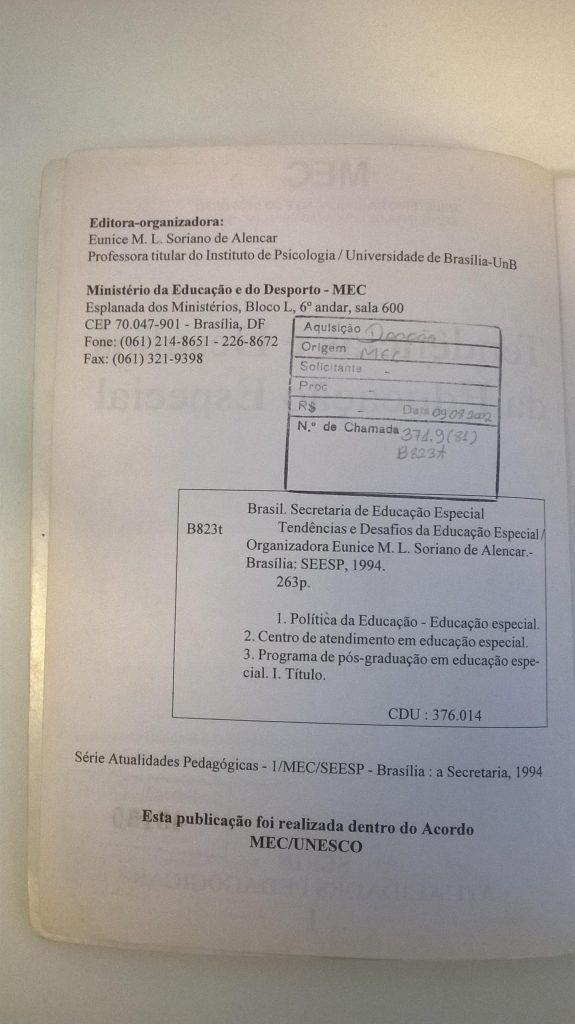 Editora-organizadora:
Eunice M. L. Soriano de Alencar
Professora titular do Instituto de Psicologia / Universidade de Brasília-UnB
Ministério da Educação e do Desporto - MEC
Esplanada dos Ministérios, Bloco L, 6º andar, sala 600
CEP 70.047-901 - Brasília, DF
Fone: (061) 214-8651 - 226-8672
Fax: (061) 321-9398
Aquisição Doação
Origem MEC
Solicitante -
Proc -
R$ - Data 09 08 2002
N.º de Chamada 371.9(81)
B823t
Brasil. Secretaria de Educação Especial
B823t Tendências e Desafios da Educação Especial /
Organizadora Eunice M. L. Soriano de Alencar.-
Brasília: SEESP, 1994.
263p.
1. Política da Educação - Educação especial.
2. Centro de atendimento em educação especial.
3. Programa de pós-graduação em educação espe-
cial. I. Título.
CDU : 376.014
Série Atualidades Pedagógicas - 1/MEC/SEESP - Brasília : a Secretaria, 1994
Esta publicação foi realizada dentro do Acordo
MEC/UNESCO